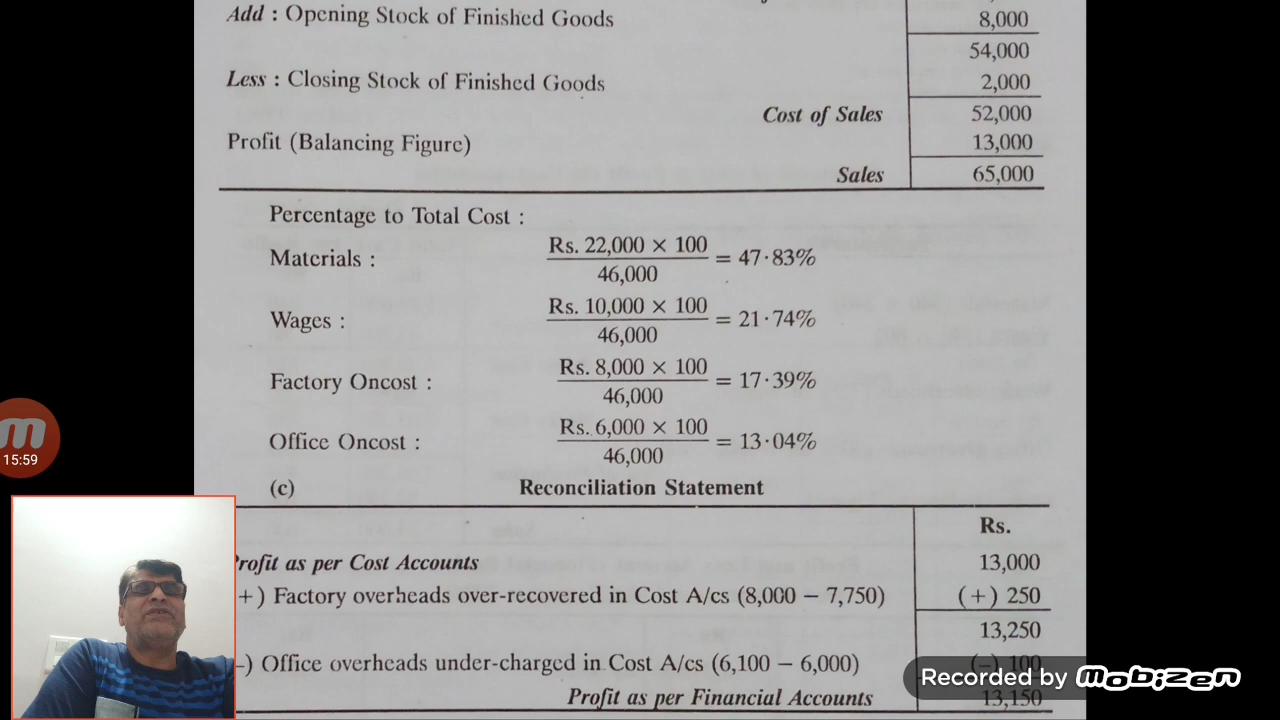 Add : Opening Stock of Finished Goods 8,000
54,000
Less : Closing Stock of Finished Goods 2,000
Cost of Sales 52,000
Profit (Balancing Figure) 13,000
Sales 65,000
Percentage to Total Cost :
Materials : Rs. 22,000 × 100 / 46,000 = 47·83%
Wages : Rs. 10,000 × 100 / 46,000 = 21·74%
Factory Oncost : Rs. 8,000 × 100 / 46,000 = 17·39%
Office Oncost : Rs. 6,000 × 100 / 46,000 = 13·04%
(c) Reconciliation Statement
Rs.
Profit as per Cost Accounts 13,000
+) Factory overheads over-recovered in Cost A/cs (8,000 – 7,750) (+) 250
13,250
–) Office overheads under-charged in Cost A/cs (6,100 – 6,000) (–) 100
Profit as per Financial Accounts 13,150
15:59
Recorded by Mobizen